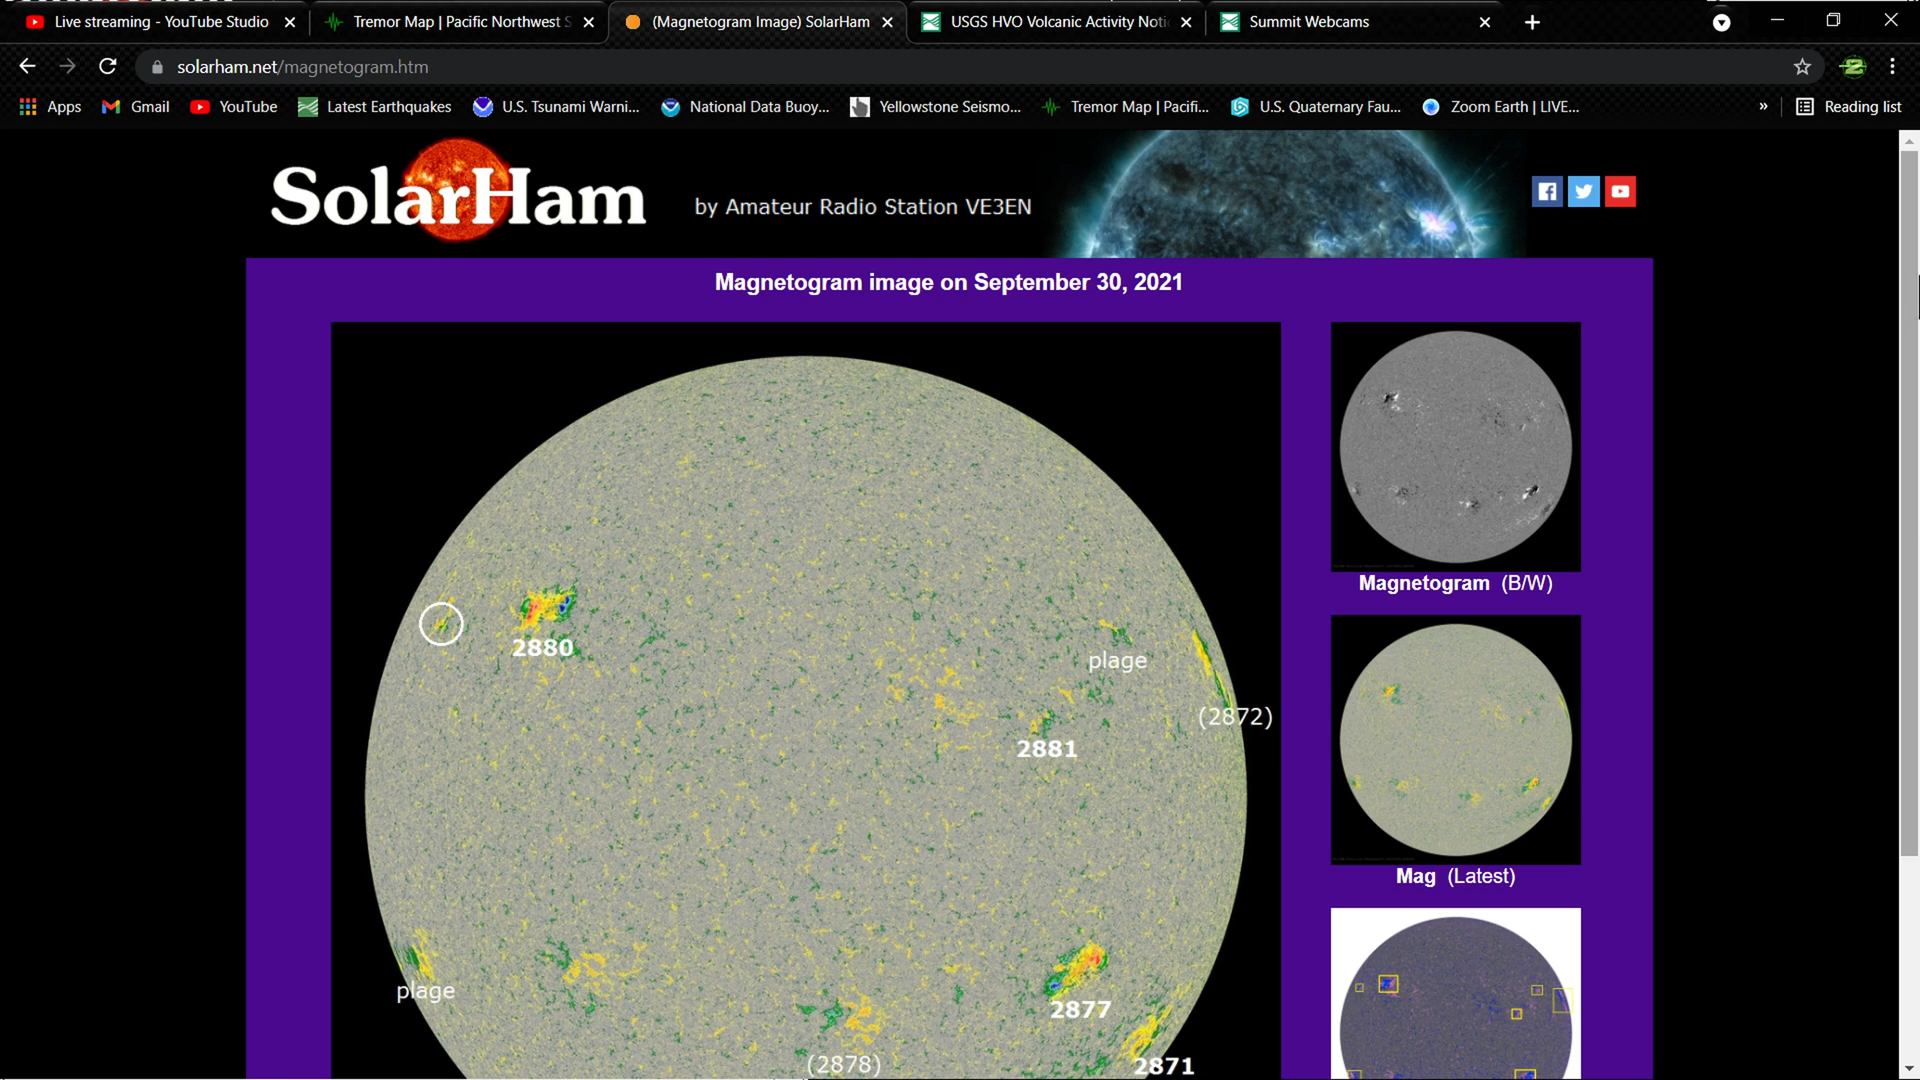 Live streaming - YouTube Studio
Tremor Map | Pacific Northwest S
(Magnetogram Image) SolarHam
USGS HVO Volcanic Activity Notic
Summit Webcams
solarham.net/magnetogram.htm
Apps
Gmail
YouTube
Latest Earthquakes
U.S. Tsunami Warni...
National Data Buoy...
Yellowstone Seismo...
Tremor Map | Pacifi...
U.S. Quaternary Fau...
Zoom Earth | LIVE...
»
Reading list
SolarHam
by Amateur Radio Station VE3EN
Magnetogram image on September 30, 2021
2880
plage
(2872)
2881
plage
2877
(2878)
2871
Magnetogram (B/W)
Mag (Latest)